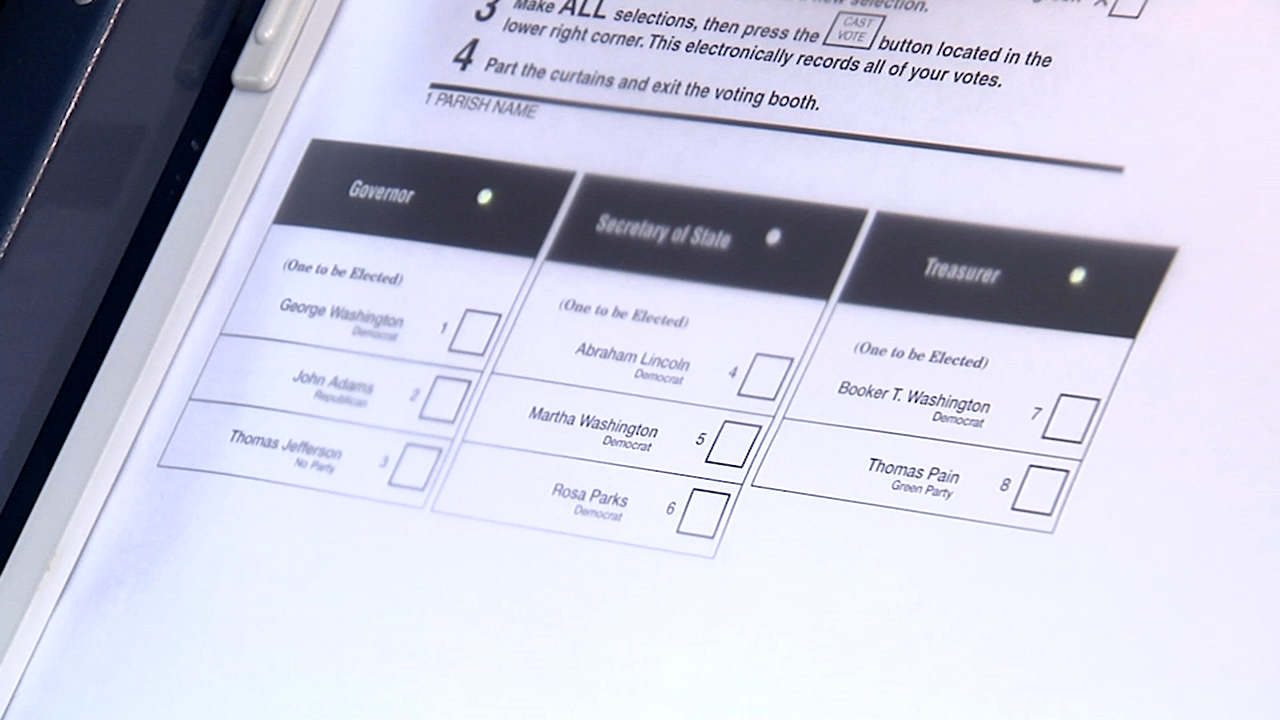 new selection.
3 Make ALL selections, then press the CAST VOTE button located in the
lower right corner. This electronically records all of your votes.
4 Part the curtains and exit the voting booth.
1 PARISH NAME
Governor
(One to be Elected)
George Washington 1
Democrat
John Adams 2
Republican
Thomas Jefferson 3
No Party
Secretary of State
(One to be Elected)
Abraham Lincoln 4
Democrat
Martha Washington 5
Democrat
Rosa Parks 6
Democrat
Treasurer
(One to be Elected)
Booker T. Washington 7
Democrat
Thomas Pain 8
Green Party